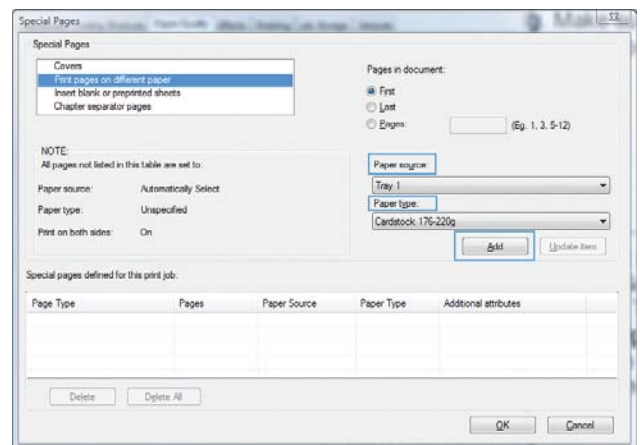 Special Pages
Special Pages
Covers
Print pages on different paper
Insert blank or preprinted sheets
Chapter separator pages
Pages in document:
First
Last
Pages:
(Eg. 1, 3, 5-12)
NOTE:
All pages not listed in this table are set to:
Paper source: Automatically Select
Paper type: Unspecified
Print on both sides: On
Paper source:
Tray 1
Paper type:
Cardstock 176-220g
Add
Update item
Special pages defined for this print job:
Page Type Pages Paper Source Paper Type Additional attributes
Delete Delete All
OK Cancel